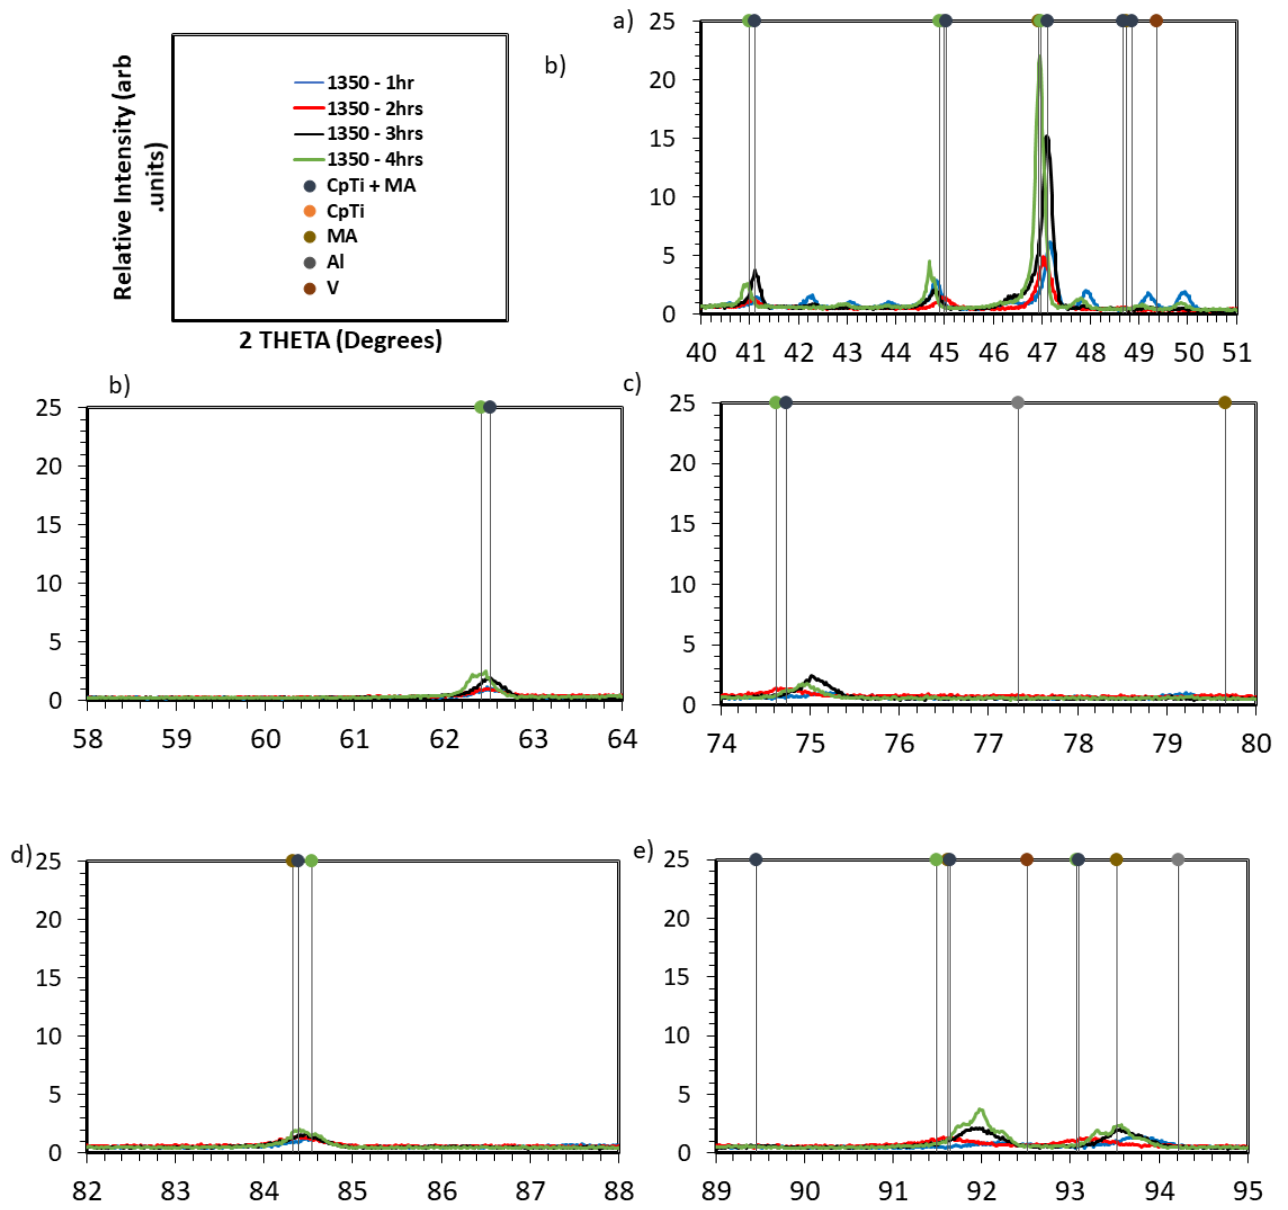 Relative Intensity (arb
.units)
1350 - 1hr
1350 - 2hrs
1350 - 3hrs
1350 - 4hrs
CpTi + MA
CpTi
MA
Al
V
2 THETA (Degrees)
a)
b)
25
20
15
10
5
0
40 41 42 43 44 45 46 47 48 49 50 51
b)
25
20
15
10
5
0
58 59 60 61 62 63 64
c)
25
20
15
10
5
0
74 75 76 77 78 79 80
d)
25
20
15
10
5
0
82 83 84 85 86 87 88
e)
25
20
15
10
5
0
89 90 91 92 93 94 95